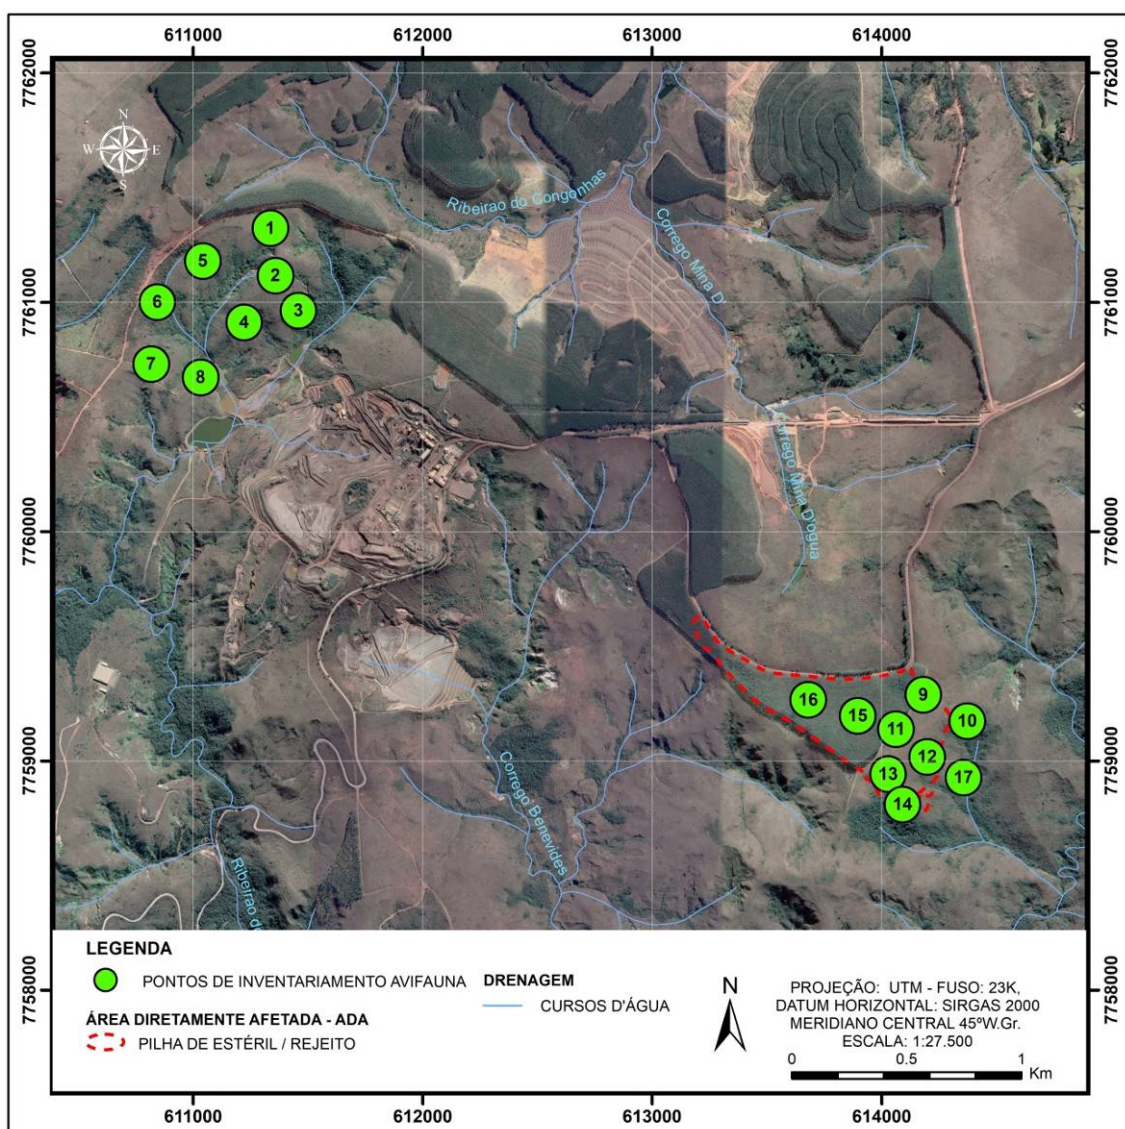 611000 612000 613000 614000
7762000 7762000
N
W E
S
Ribeirao do Congonhas
Corrego Mina D'
1
5
2
6
3
4
7761000 7761000
7
8
Corrego Mina D'água
7760000 7760000
9
16
15
10
11
12
7759000 7759000
13
17
14
Corrego Benevides
Ribeirao do
LEGENDA
PONTOS DE INVENTARIAMENTO AVIFAUNA
ÁREA DIRETAMENTE AFETADA - ADA
PILHA DE ESTÉRIL / REJEITO
DRENAGEM
CURSOS D'ÁGUA
N
PROJEÇÃO: UTM - FUSO: 23K,
DATUM HORIZONTAL: SIRGAS 2000
MERIDIANO CENTRAL 45ºW.Gr.
ESCALA: 1:27.500
0 0.5 1
Km
7758000 7758000
611000 612000 613000 614000